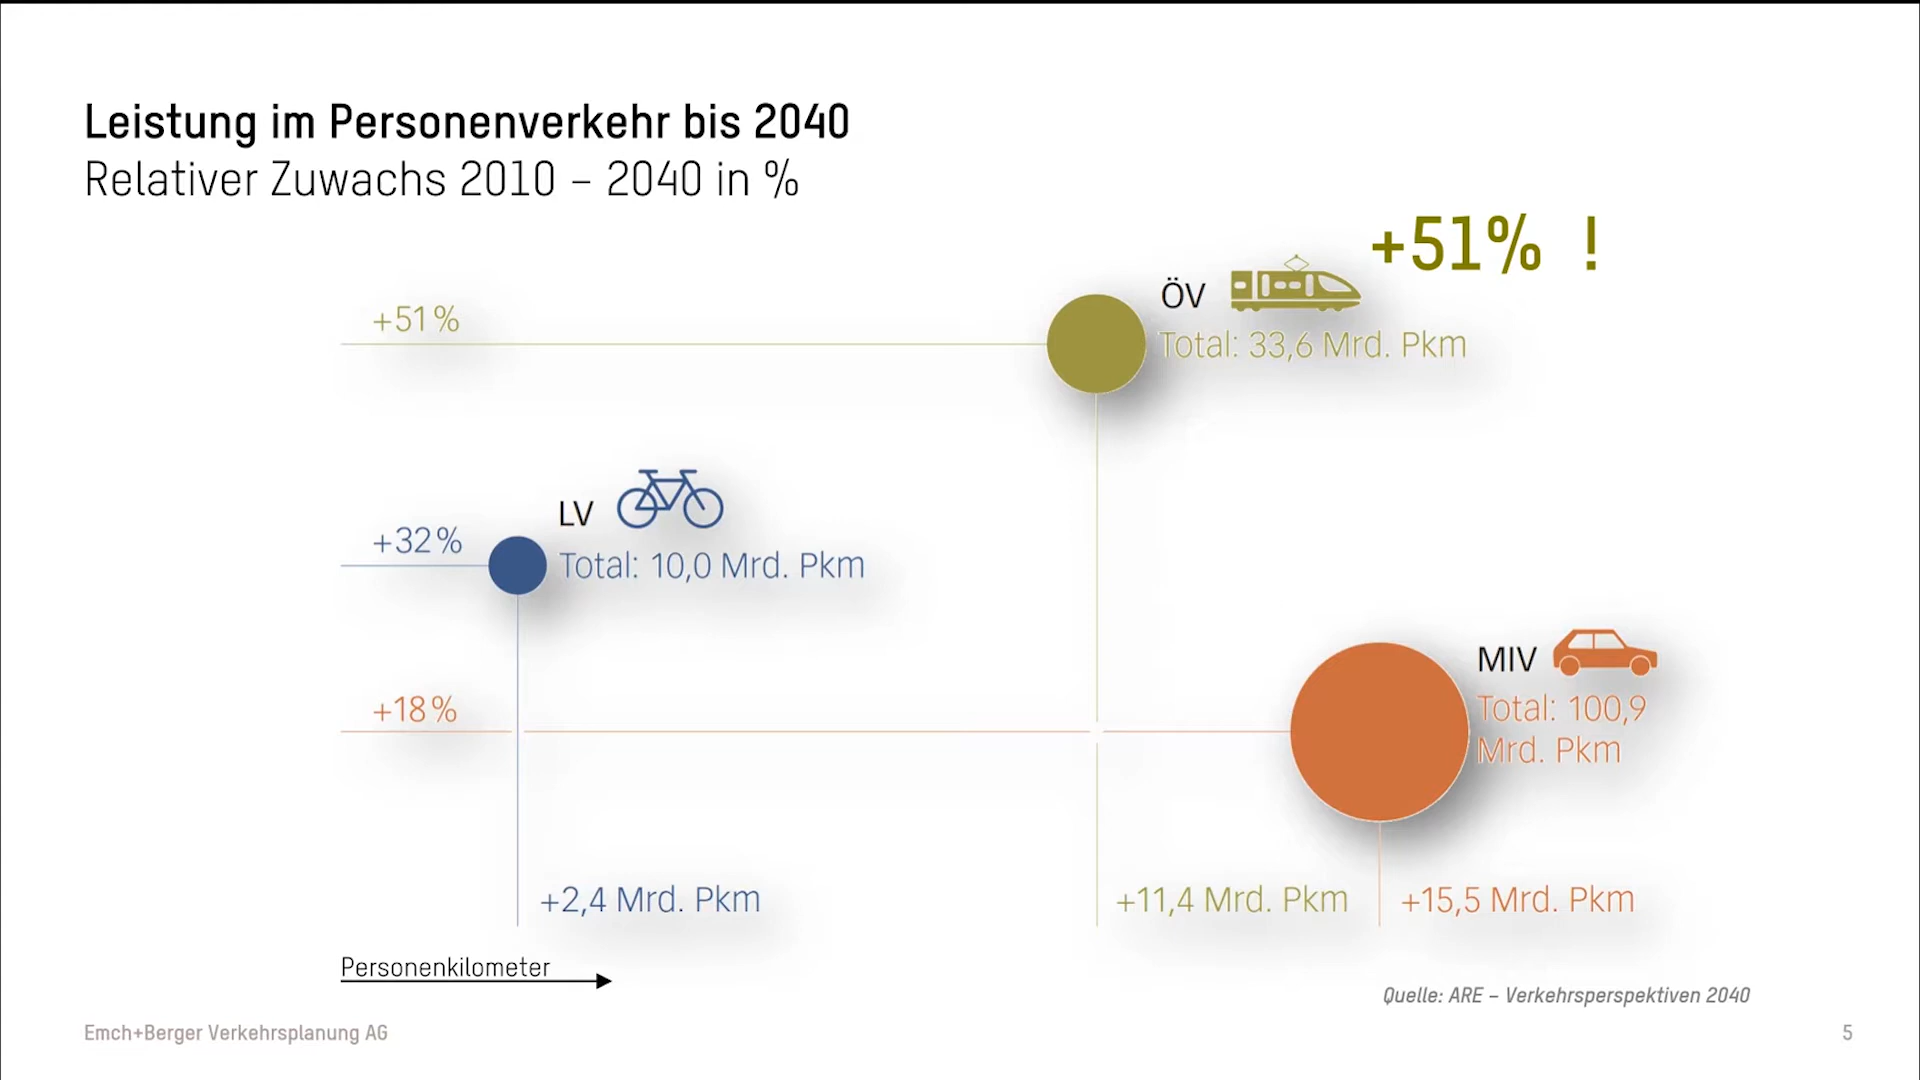 Leistung im Personenverkehr bis 2040
Relativer Zuwachs 2010 – 2040 in %
+51% !
ÖV
+51%
Total: 33,6 Mrd. Pkm
LV
+32%
Total: 10,0 Mrd. Pkm
MIV
+18%
Total: 100,9
Mrd. Pkm
+2,4 Mrd. Pkm
+11,4 Mrd. Pkm
+15,5 Mrd. Pkm
Personenkilometer
Quelle: ARE – Verkehrsperspektiven 2040
Emch+Berger Verkehrsplanung AG
5